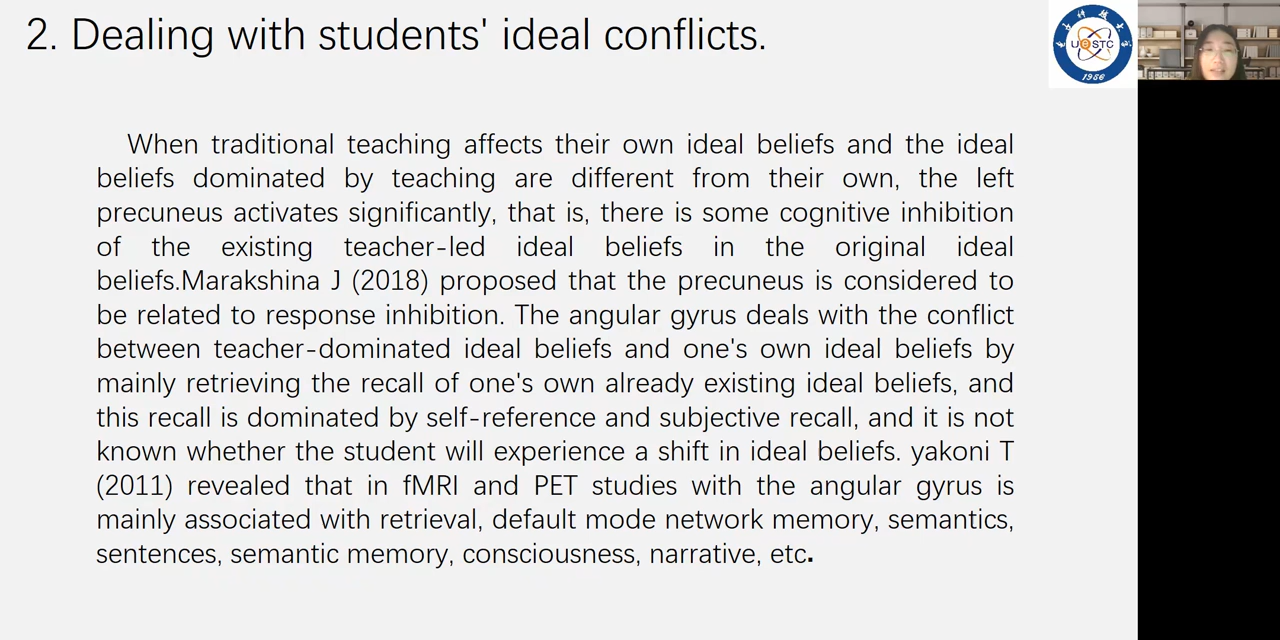 2. Dealing with students' ideal conflicts.
UeSTC
1956
When traditional teaching affects their own ideal beliefs and the ideal
beliefs dominated by teaching are different from their own, the left
precuneus activates significantly, that is, there is some cognitive inhibition
of the existing teacher-led ideal beliefs in the original ideal
beliefs.Marakshina J (2018) proposed that the precuneus is considered to
be related to response inhibition. The angular gyrus deals with the conflict
between teacher-dominated ideal beliefs and one's own ideal beliefs by
mainly retrieving the recall of one's own already existing ideal beliefs, and
this recall is dominated by self-reference and subjective recall, and it is not
known whether the student will experience a shift in ideal beliefs. yakoni T
(2011) revealed that in fMRI and PET studies with the angular gyrus is
mainly associated with retrieval, default mode network memory, semantics,
sentences, semantic memory, consciousness, narrative, etc.